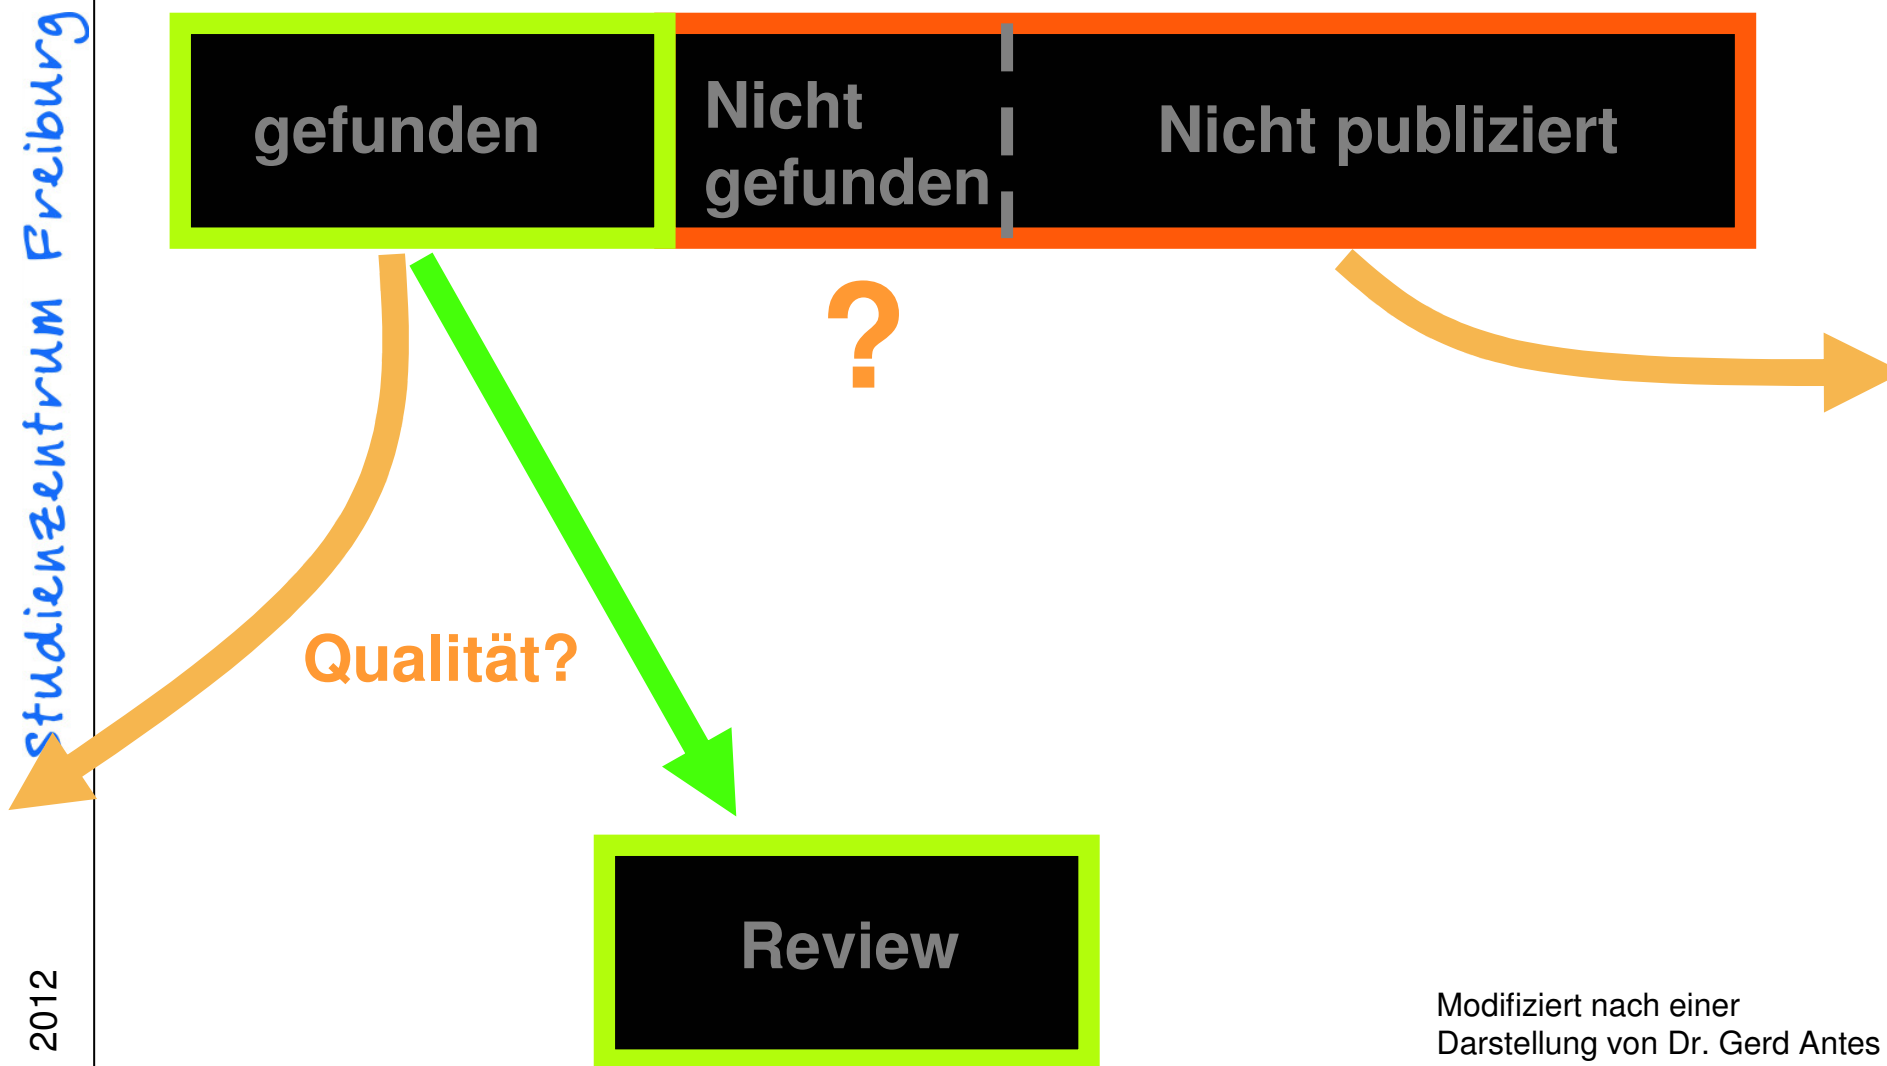 Studienzentrum Freiburg
gefunden
Nicht
gefunden
Nicht publiziert
?
Qualität?
Review
2012
Modifiziert nach einer
Darstellung von Dr. Gerd Antes